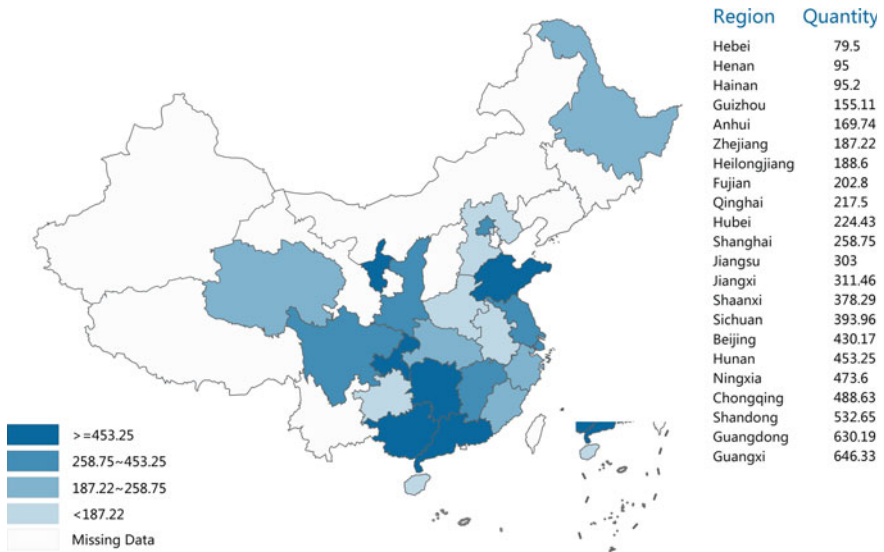 Region Quantity
Hebei 79.5
Henan 95
Hainan 95.2
Guizhou 155.11
Anhui 169.74
Zhejiang 187.22
Heilongjiang 188.6
Fujian 202.8
Qinghai 217.5
Hubei 224.43
Shanghai 258.75
Jiangsu 303
Jiangxi 311.46
Shaanxi 378.29
Sichuan 393.96
Beijing 430.17
Hunan 453.25
Ningxia 473.6
Chongqing 488.63
Shandong 532.65
Guangdong 630.19
Guangxi 646.33
>=453.25
258.75~453.25
187.22~258.75
<187.22
Missing Data